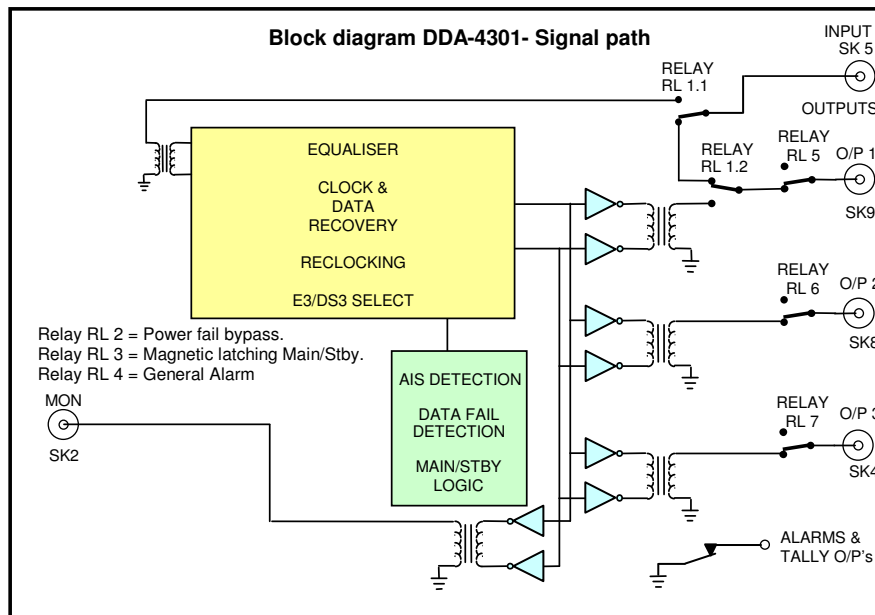 Block diagram DDA-4301- Signal path
INPUT
SK 5
RELAY
RL 1.1
OUTPUTS
EQUALISER
CLOCK &
DATA
RECOVERY
RECLOCKING
E3/DS3 SELECT
RELAY
RL 1.2
RELAY
RL 5
O/P 1
SK9
RELAY
RL 6
O/P 2
SK8
Relay RL 2 = Power fail bypass.
Relay RL 3 = Magnetic latching Main/Stby.
Relay RL 4 = General Alarm
AIS DETECTION
DATA FAIL
DETECTION
MAIN/STBY
LOGIC
MON
SK2
RELAY
RL 7
O/P 3
SK4
ALARMS &
TALLY O/P's